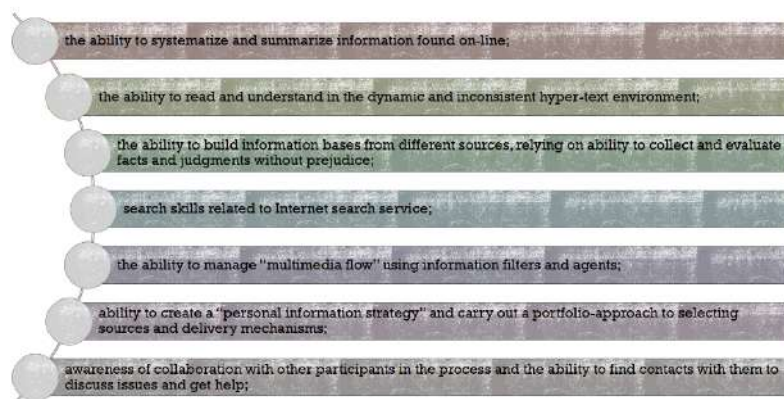 the ability to systematize and summarize information found on-line;
the ability to read and understand in the dynamic and inconsistent hyper-text environment;
the ability to build information bases from different sources, relying on ability to collect and evaluate
facts and judgments without prejudice;
search skills related to Internet search service;
the ability to manage "multimedia flow" using information filters and agents;
ability to create a "personal information strategy" and carry out a portfolio-approach to selecting
sources and delivery mechanisms;
awareness of collaboration with other participants in the process and the ability to find contacts with them to
discuss issues and get help;